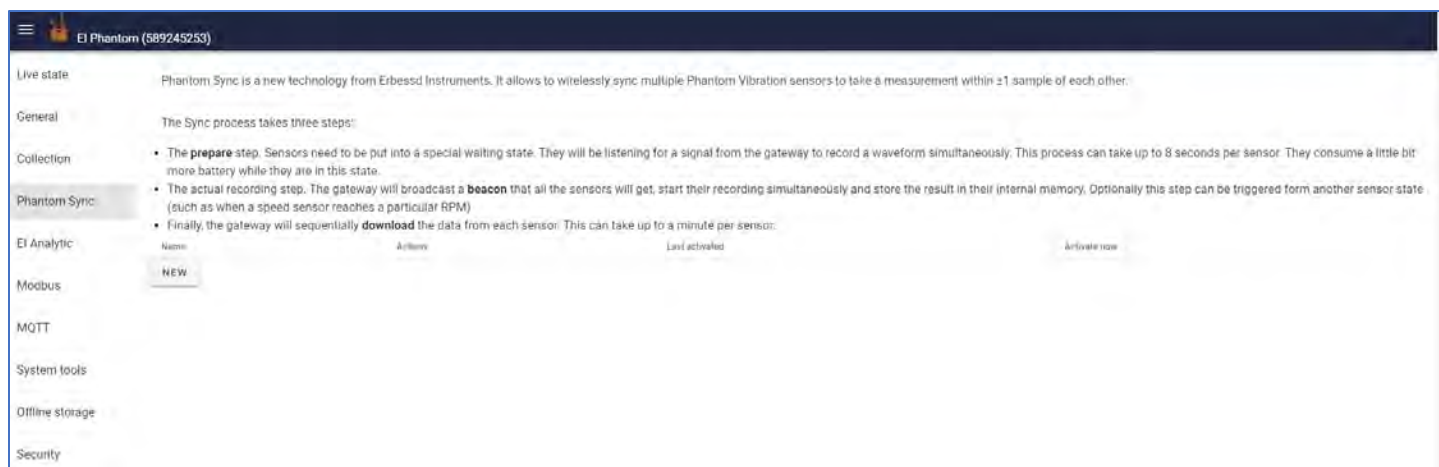 EI Phantom (589245253)
Live state
General
Collection
Phantom Sync
EI Analytic
Modbus
MQTT
System tools
Offline storage
Security
Phantom Sync is a new technology from Erbessd Instruments. It allows to wirelessly sync multiple Phantom Vibration sensors to take a measurement within ±1 sample of each other.
The Sync process takes three steps:
• The prepare step. Sensors need to be put into a special waiting state. They will be listening for a signal from the gateway to record a waveform simultaneously. This process can take up to 8 seconds per sensor. They consume a little bit
more battery while they are in this state.
• The actual recording step. The gateway will broadcast a beacon that all the sensors will get, start their recording simultaneously and store the result in their internal memory. Optionally this step can be triggered form another sensor state
(such as when a speed sensor reaches a particular RPM)
• Finally, the gateway will sequentially download the data from each sensor. This can take up to a minute per sensor.
Name Actions Last activated Activate now
NEW